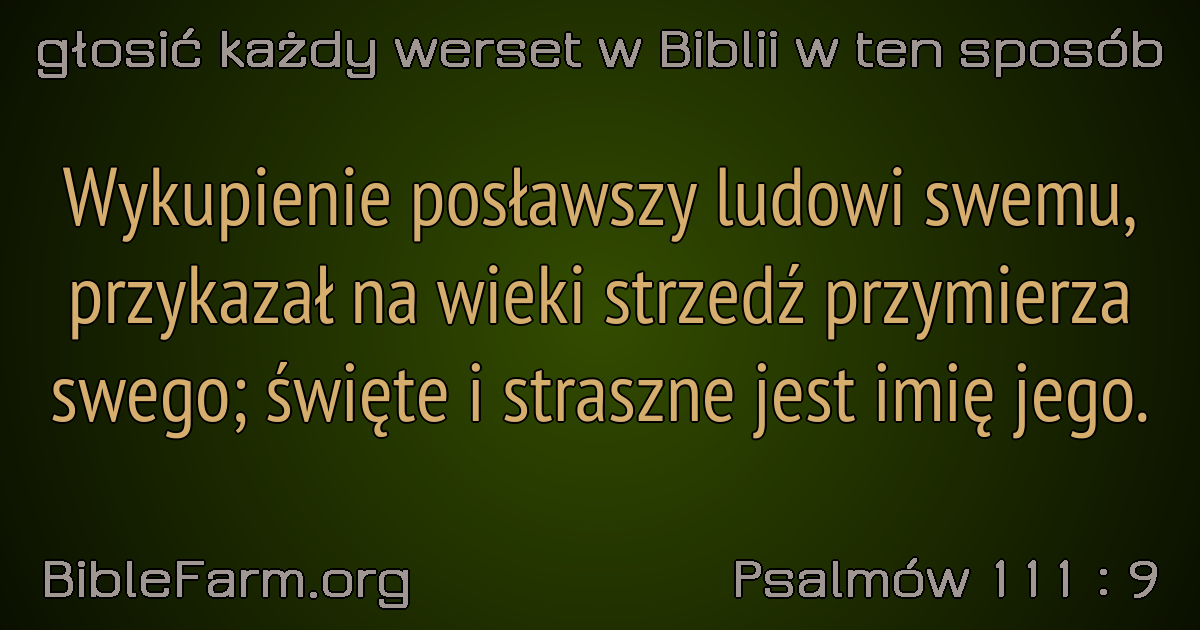 głosić każdy werset w Biblii w ten sposób
Wykupienie posławszy ludowi swemu,
przykazał na wieki strzedź przymierza
swego; święte i straszne jest imię jego.
BibleFarm.org
Psalmów 111 : 9